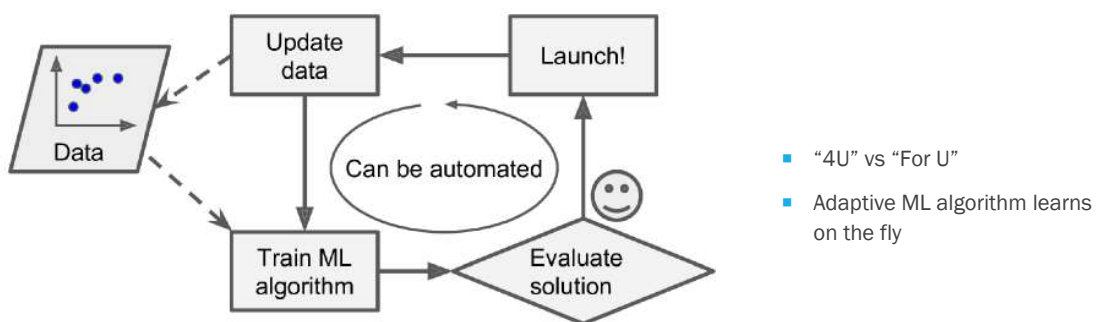 Update
data
Launch!
Data
Can be automated
Train ML
algorithm
Evaluate
solution
“4U” vs “For U”
Adaptive ML algorithm learns
on the fly